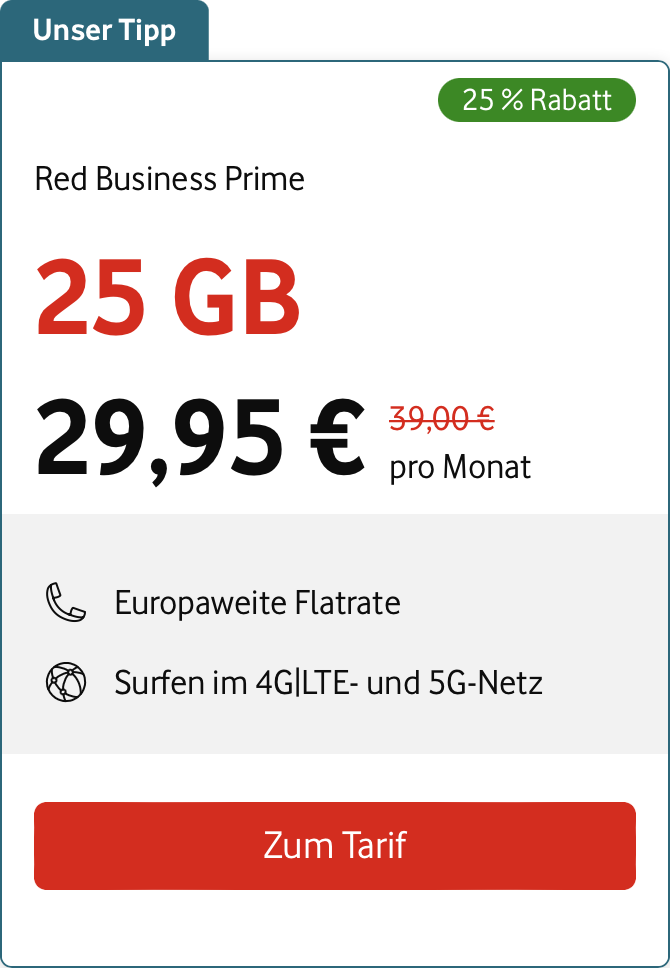 Unser Tipp
25 % Rabatt
Red Business Prime
25 GB
29,95 €
39,00 €
pro Monat
Europaweite Flatrate
Surfen im 4G|LTE- und 5G-Netz
Zum Tarif